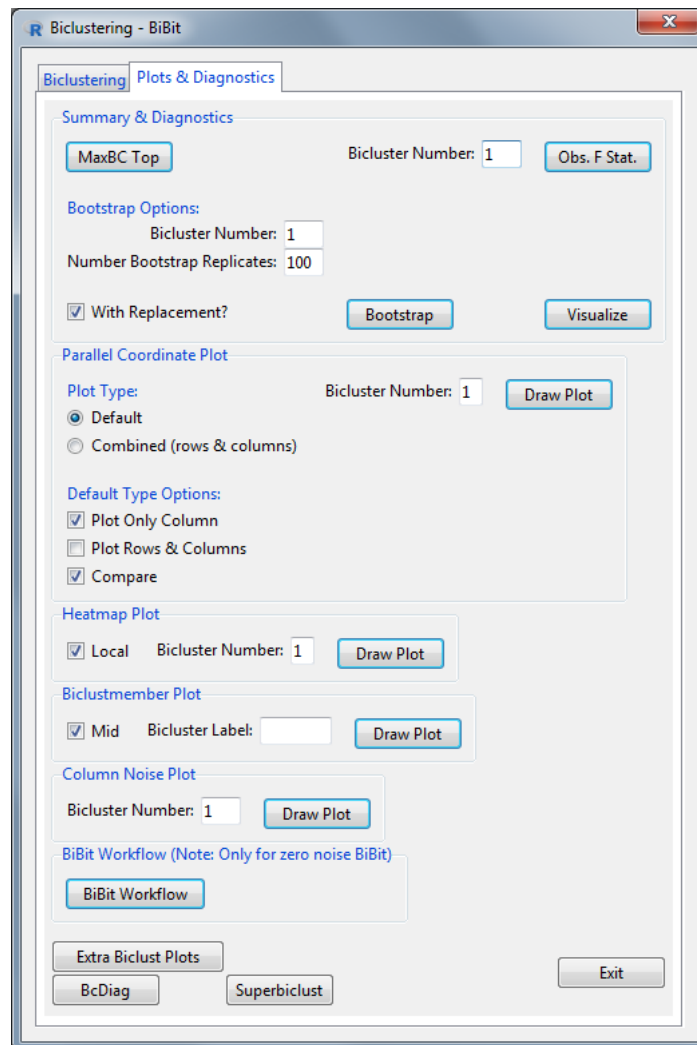 R Biclustering - BiBit
Biclustering Plots & Diagnostics
Summary & Diagnostics
MaxBC Top Bicluster Number: 1 Obs. F Stat.
Bootstrap Options:
Bicluster Number: 1
Number Bootstrap Replicates: 100
With Replacement? Bootstrap Visualize
Parallel Coordinate Plot
Plot Type: Bicluster Number: 1 Draw Plot
Default
Combined (rows & columns)
Default Type Options:
Plot Only Column
Plot Rows & Columns
Compare
Heatmap Plot
Local Bicluster Number: 1 Draw Plot
Biclustmember Plot
Mid Bicluster Label: Draw Plot
Column Noise Plot
Bicluster Number: 1 Draw Plot
BiBit Workflow (Note: Only for zero noise BiBit)
BiBit Workflow
Extra Biclust Plots
Exit
BcDiag Superbiclust